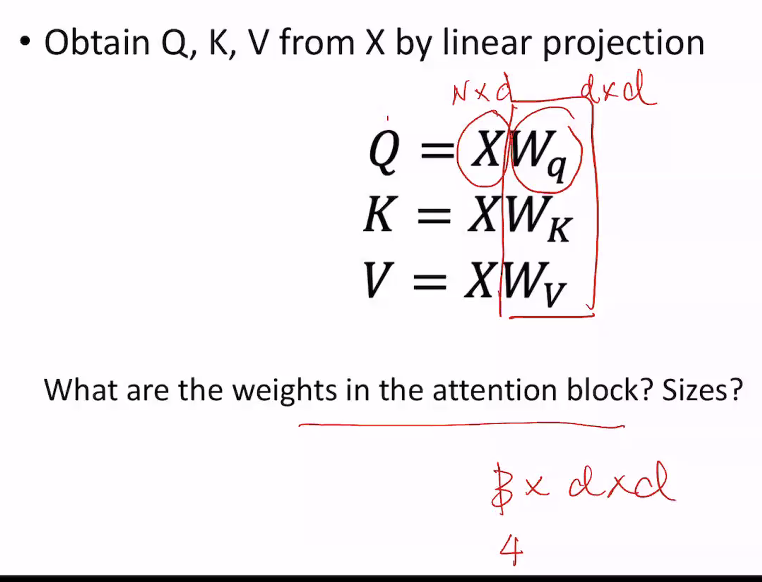 • Obtain Q, K, V from X by linear projection
N×d d×d
Q = XW_q
K = XW_K
V = XW_V
What are the weights in the attention block? Sizes?
3 × d×d
4